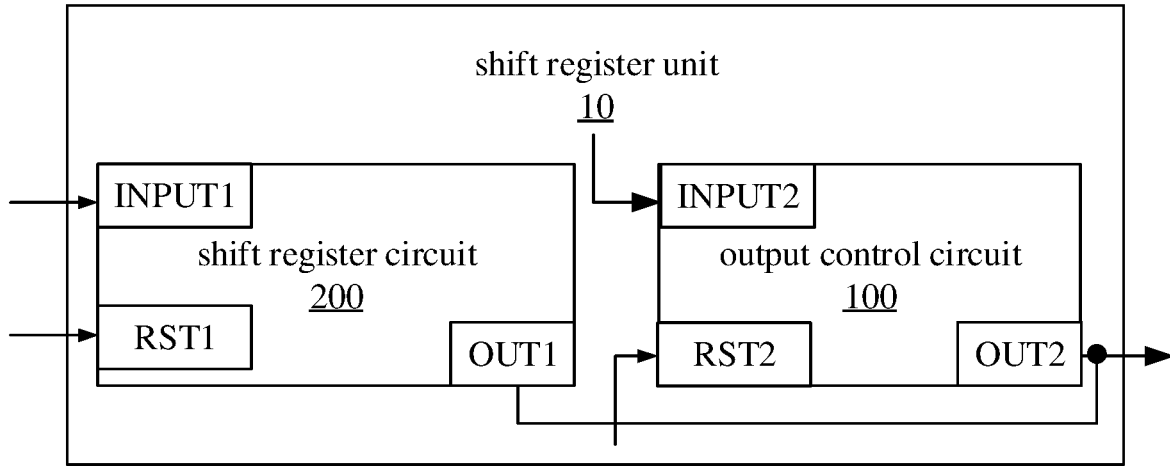 shift register unit
10
INPUT1
INPUT2
shift register circuit
200
output control circuit
100
RST1
OUT1
RST2
OUT2